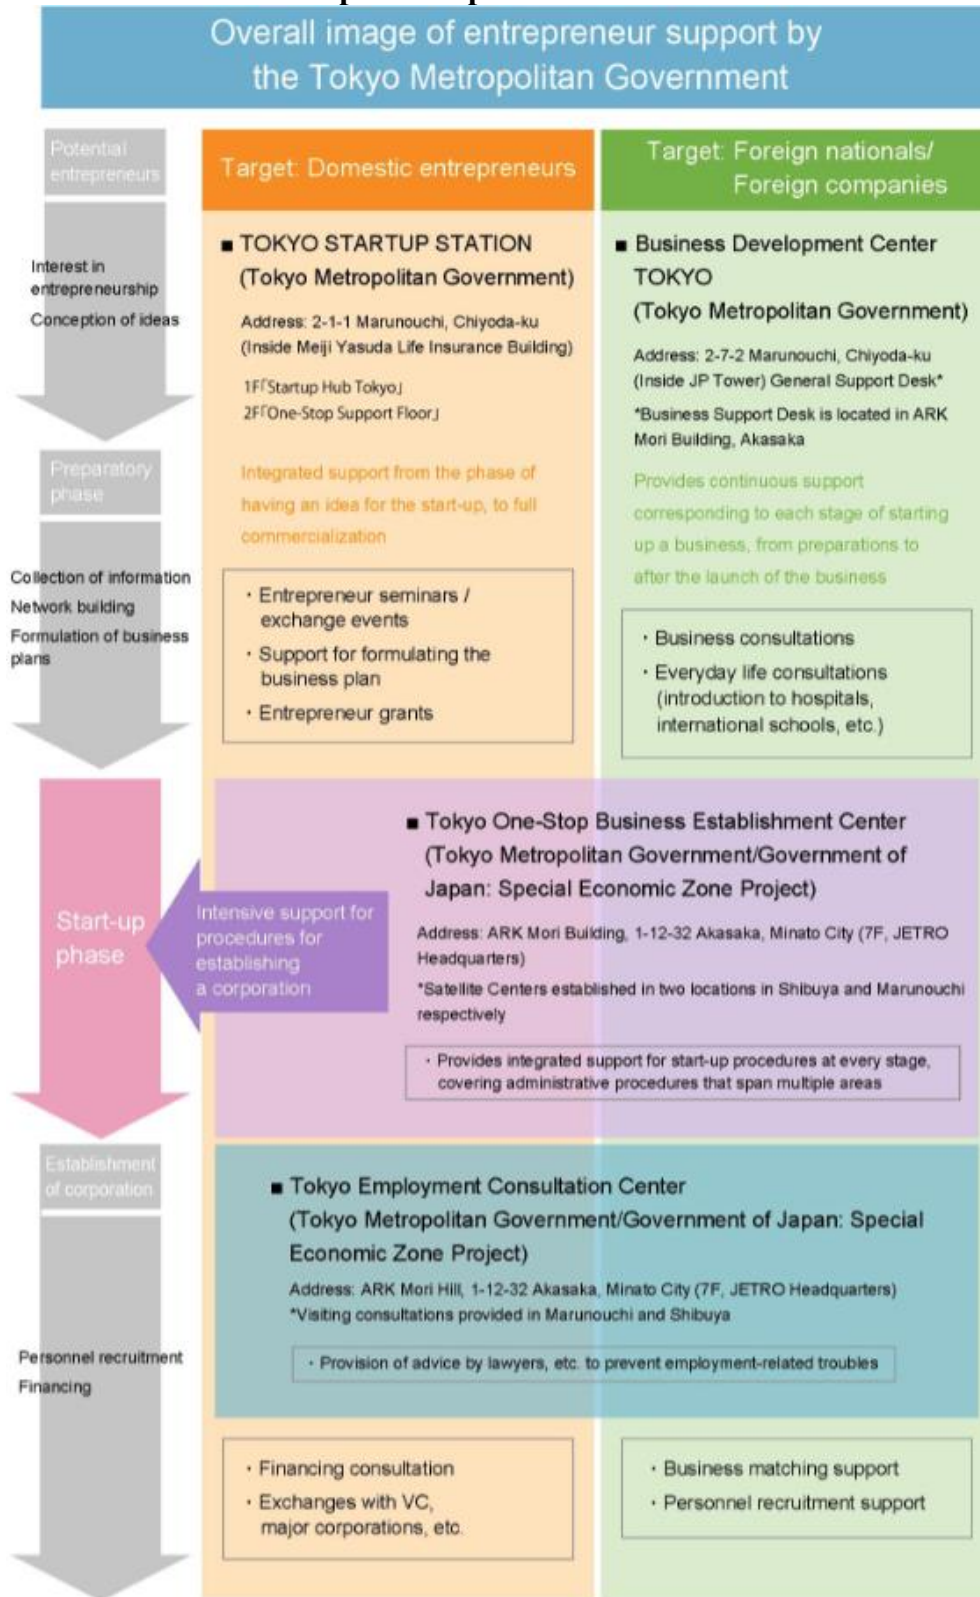 Overall image of entrepreneur support by
the Tokyo Metropolitan Government
Potential
entrepreneurs
Interest in
entrepreneurship
Conception of ideas
Preparatory
phase
Collection of information
Network building
Formulation of business
plans
Start-up
phase
Establishment
of corporation
Personnel recruitment
Financing
Target: Domestic entrepreneurs
■ TOKYO STARTUP STATION
(Tokyo Metropolitan Government)
Address: 2-1-1 Marunouchi, Chiyoda-ku
(Inside Meiji Yasuda Life Insurance Building)
1F「Startup Hub Tokyo」
2F「One-Stop Support Floor」
Integrated support from the phase of
having an idea for the start-up, to full
commercialization
・Entrepreneur seminars /
exchange events
・Support for formulating the
business plan
・Entrepreneur grants
Target: Foreign nationals/
Foreign companies
■ Business Development Center
TOKYO
(Tokyo Metropolitan Government)
Address: 2-7-2 Marunouchi, Chiyoda-ku
(Inside JP Tower) General Support Desk*
*Business Support Desk is located in ARK
Mori Building, Akasaka
Provides continuous support
corresponding to each stage of starting
up a business, from preparations to
after the launch of the business
・Business consultations
・Everyday life consultations
(introduction to hospitals,
international schools, etc.)
Intensive support for
procedures for
establishing
a corporation
■ Tokyo One-Stop Business Establishment Center
(Tokyo Metropolitan Government/Government of
Japan: Special Economic Zone Project)
Address: ARK Mori Building, 1-12-32 Akasaka, Minato City (7F, JETRO
Headquarters)
*Satellite Centers established in two locations in Shibuya and Marunouchi
respectively
・Provides integrated support for start-up procedures at every stage,
covering administrative procedures that span multiple areas
■ Tokyo Employment Consultation Center
(Tokyo Metropolitan Government/Government of Japan: Special
Economic Zone Project)
Address: ARK Mori Hill, 1-12-32 Akasaka, Minato City (7F, JETRO Headquarters)
*Visiting consultations provided in Marunouchi and Shibuya
・Provision of advice by lawyers, etc. to prevent employment-related troubles
・Financing consultation
・Exchanges with VC,
major corporations, etc.
・Business matching support
・Personnel recruitment support